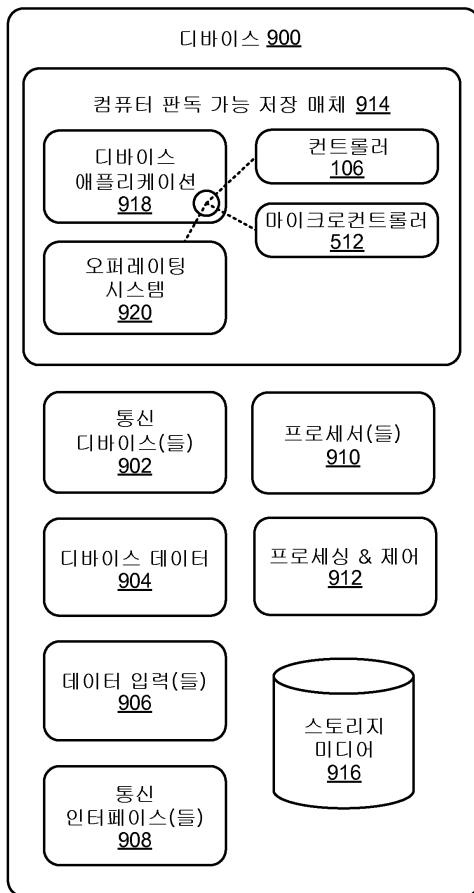 디바이스 900
컴퓨터 판독 가능 저장 매체 914
디바이스
애플리케이션
918
컨트롤러
106
마이크로컨트롤러
512
오퍼레이팅
시스템
920
통신
디바이스(들)
902
프로세서(들)
910
디바이스 데이터
904
프로세싱 & 제어
912
데이터 입력(들)
906
스토리지
미디어
916
통신
인터페이스(들)
908